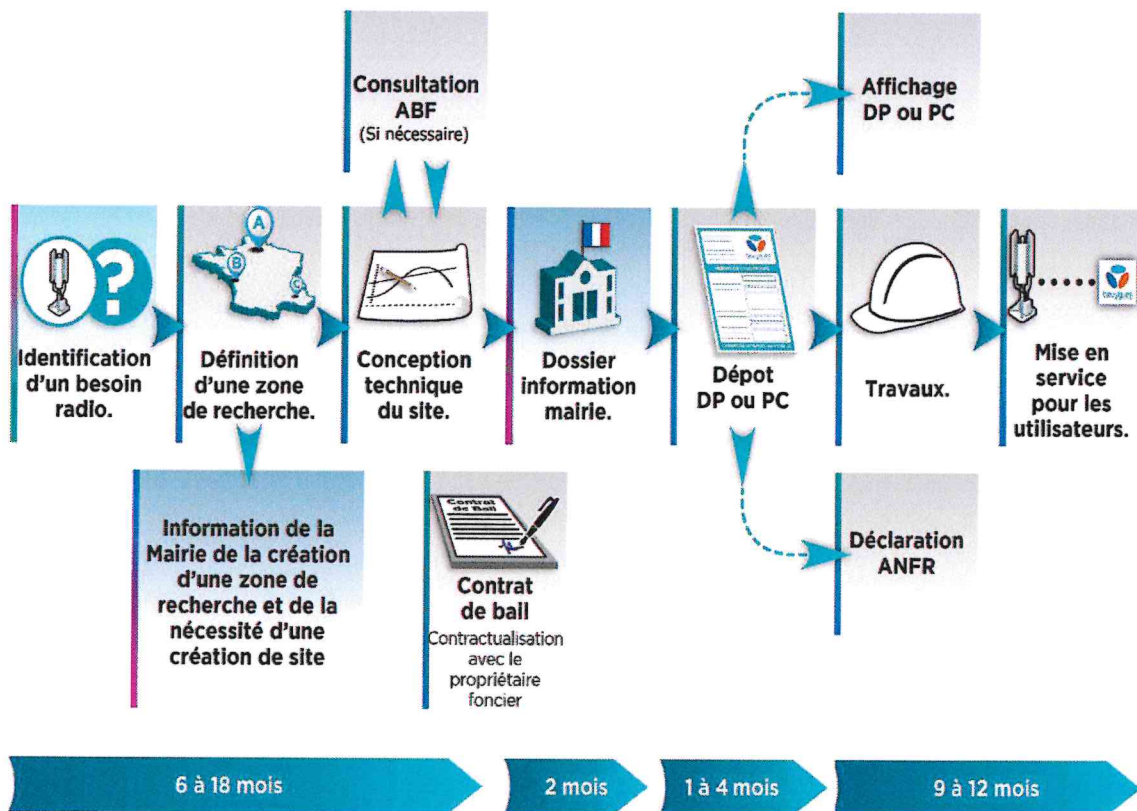 Consultation
ABF
(Si nécessaire)
Affichage
DP ou PC
A
B
C
?
Identification
d'un besoin
radio.
Définition
d'une zone
de recherche.
Conception
technique
du site.
Dossier
information
mairie.
bouygues
Dépot
DP ou PC
Travaux.
bouygues
Mise en
service
pour les
utilisateurs.
Information de la
Mairie de la création
d'une zone de
recherche et de la
nécessité d'une
création de site
Contrat
de Bail
Contrat
de bail
Contractualisation
avec le
propriétaire
foncier
Déclaration
ANFR
6 à 18 mois
2 mois
1 à 4 mois
9 à 12 mois